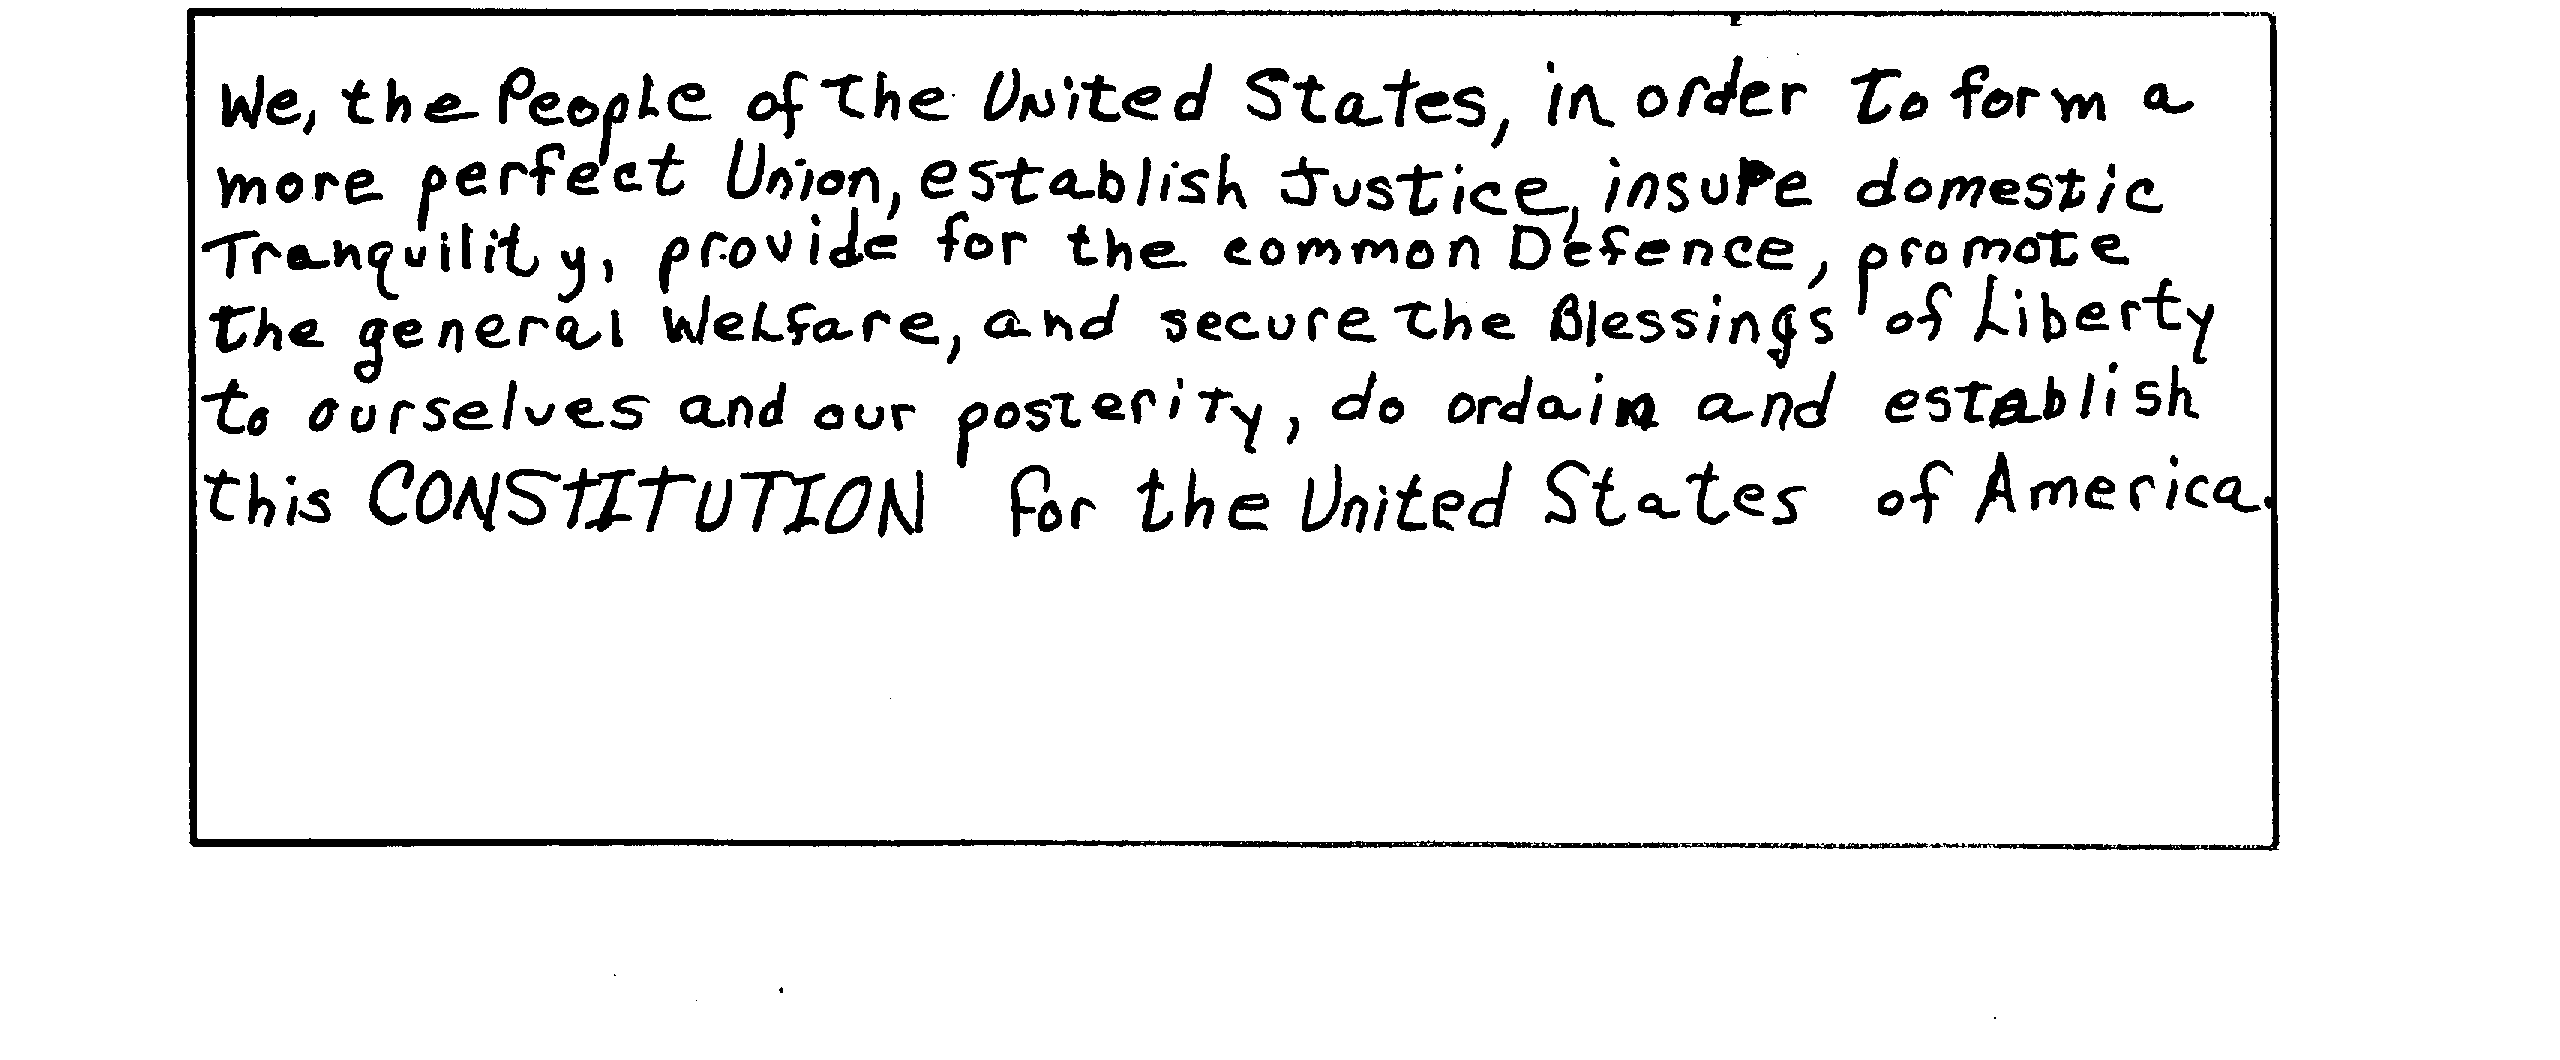 We, the People of the United States, in order to form a
more perfect Union, establish Justice, insure domestic
Tranquility, provide for the common Defence, promote
the general Welfare, and secure the Blessings of Liberty
to ourselves and our posterity, do ordain and establish
this CONSTITUTION for the United States of America.